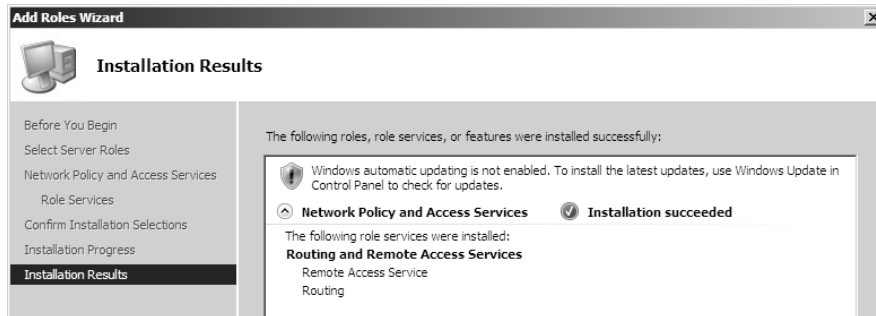 Add Roles Wizard
Installation Results
Before You Begin
Select Server Roles
Network Policy and Access Services
Role Services
Confirm Installation Selections
Installation Progress
Installation Results
The following roles, role services, or features were installed successfully:
Windows automatic updating is not enabled. To install the latest updates, use Windows Update in
Control Panel to check for updates.
Network Policy and Access Services Installation succeeded
The following role services were installed:
Routing and Remote Access Services
Remote Access Service
Routing